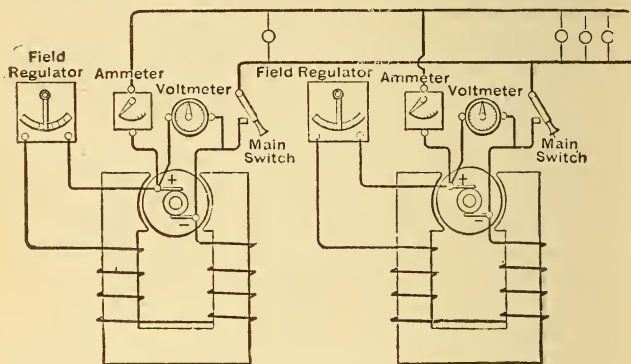 Field
Regulator
Ammeter
Voltmeter
Main
Switch
Field Regulator
Ammeter
Voltmeter
Main
Switch
+
−
+
−